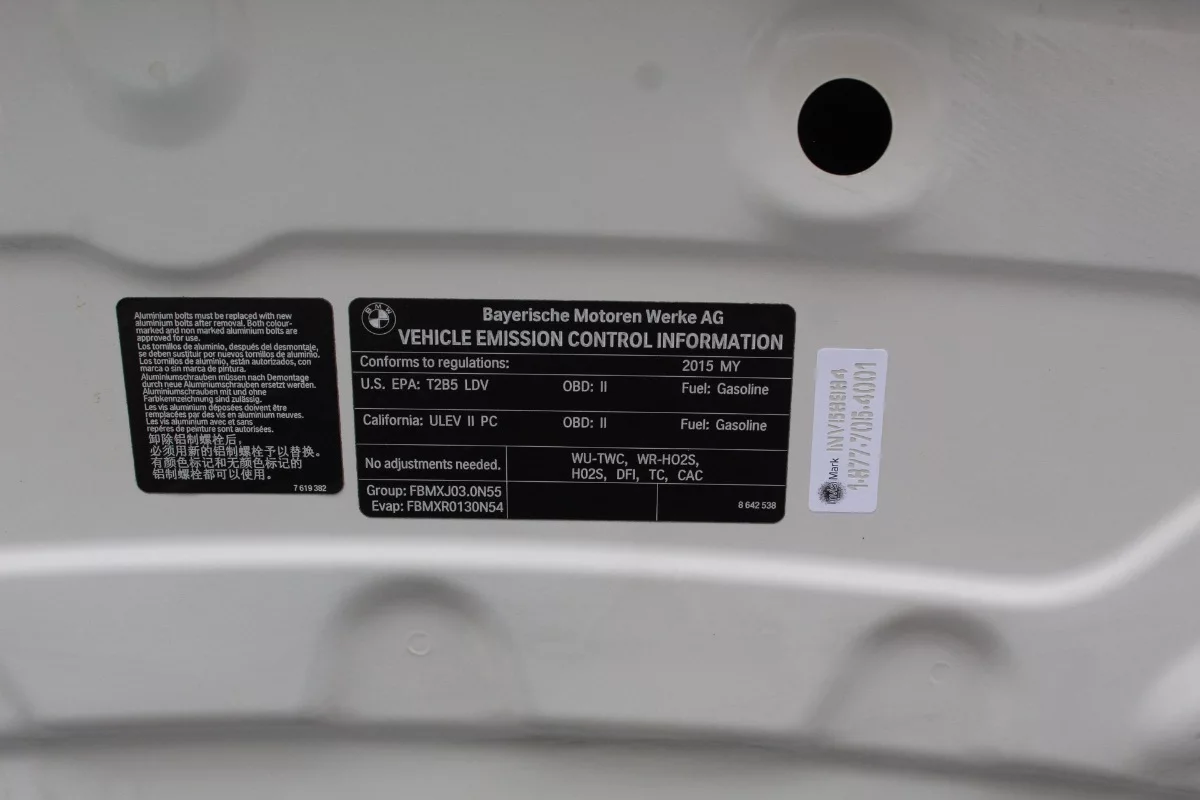 Aluminium bolts must be replaced with new
aluminium bolts after removal. Both colour-
marked and non marked aluminium bolts are
approved for use.
Los tornillos de aluminio, después del desmontaje,
se deben sustituir por nuevos tornillos de aluminio.
Los tornillos de aluminio, están autorizados, con
marca o sin marca de pintura.
Aluminiumschrauben müssen nach Demontage
durch neue Aluminiumschrauben ersetzt werden.
Aluminiumschrauben mit und ohne
Farbkennzeichnung sind zulässig.
Les vis aluminium déposées doivent être
remplacées par des vis en aluminium neuves.
Les vis aluminium avec et sans
repères de peinture sont autorisées.
卸除铝制螺栓后,
必须用新的铝制螺栓予以替换。
有颜色标记和无颜色标记的
铝制螺栓都可以使用。
7 619 382
BMW
Bayerische Motoren Werke AG
VEHICLE EMISSION CONTROL INFORMATION
Conforms to regulations: 2015 MY
U.S. EPA: T2B5 LDV OBD: II Fuel: Gasoline
California: ULEV II PC OBD: II Fuel: Gasoline
No adjustments needed.
WU-TWC, WR-HO2S,
HO2S, DFI, TC, CAC
Group: FBMXJ03.0N55
Evap: FBMXR0130N54
8 642 538
Mark
1.877.705.4001